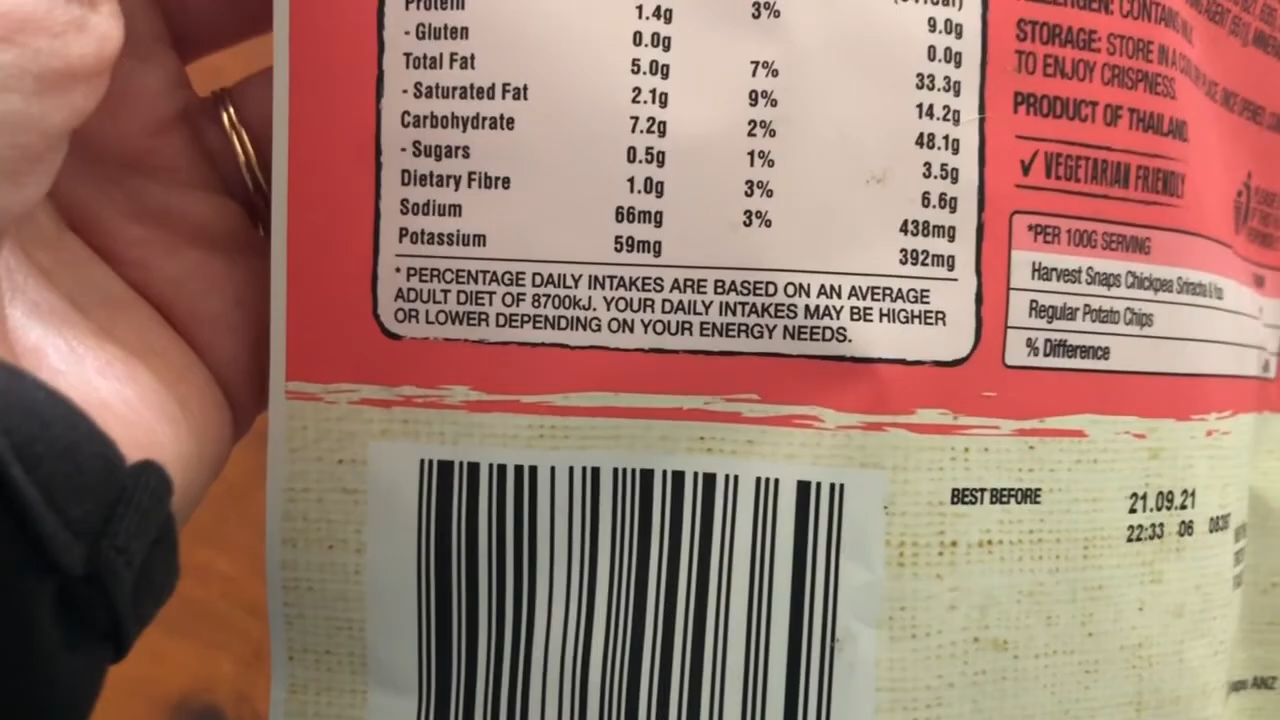 Protein 1.4g 3% 9.0g
- Gluten 0.0g 0.0g
Total Fat 5.0g 7% 33.3g
- Saturated Fat 2.1g 9% 14.2g
Carbohydrate 7.2g 2% 48.1g
- Sugars 0.5g 1% 3.5g
Dietary Fibre 1.0g 3% 6.6g
Sodium 66mg 3% 438mg
Potassium 59mg 392mg
* PERCENTAGE DAILY INTAKES ARE BASED ON AN AVERAGE
ADULT DIET OF 8700kJ. YOUR DAILY INTAKES MAY BE HIGHER
OR LOWER DEPENDING ON YOUR ENERGY NEEDS.
CONTAINS
STORAGE: STORE IN A
TO ENJOY CRISPNESS.
PRODUCT OF THAILAND.
✓ VEGETARIAN FRIENDLY
*PER 100G SERVING
Harvest Snaps Chickpea Sriracha &
Regular Potato Chips
% Difference
BEST BEFORE 21.09.21
22:33 06
ANZ